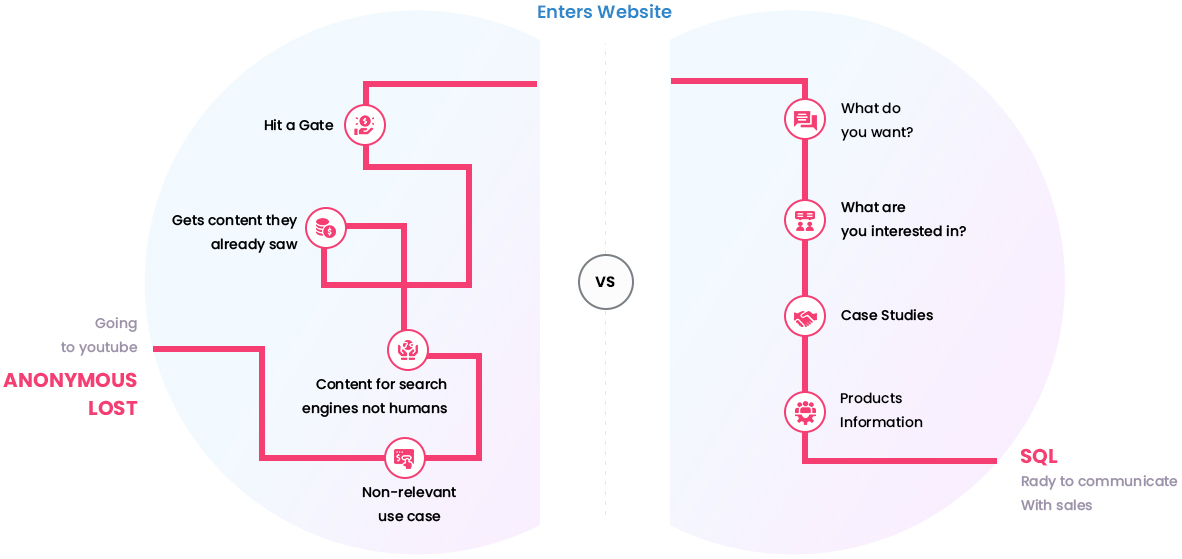 Enters Website
Hit a Gate
Gets content they
already saw
Going
to youtube
ANONYMOUS
LOST
Content for search
engines not humans
Non-relevant
use case
VS
What do
you want?
What are
you interested in?
Case Studies
Products
Information
SQL
Rady to communicate
With sales